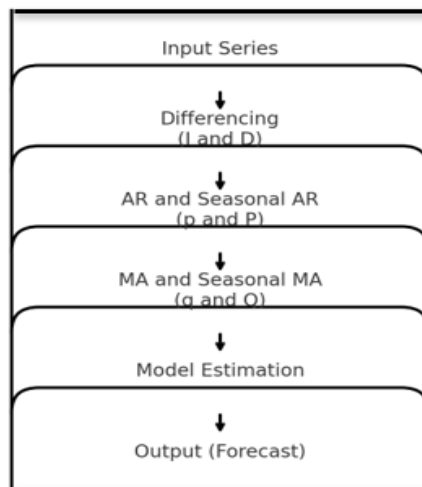 Input Series
Differencing
(I and D)
AR and Seasonal AR
(p and P)
MA and Seasonal MA
(q and Q)
Model Estimation
Output (Forecast)